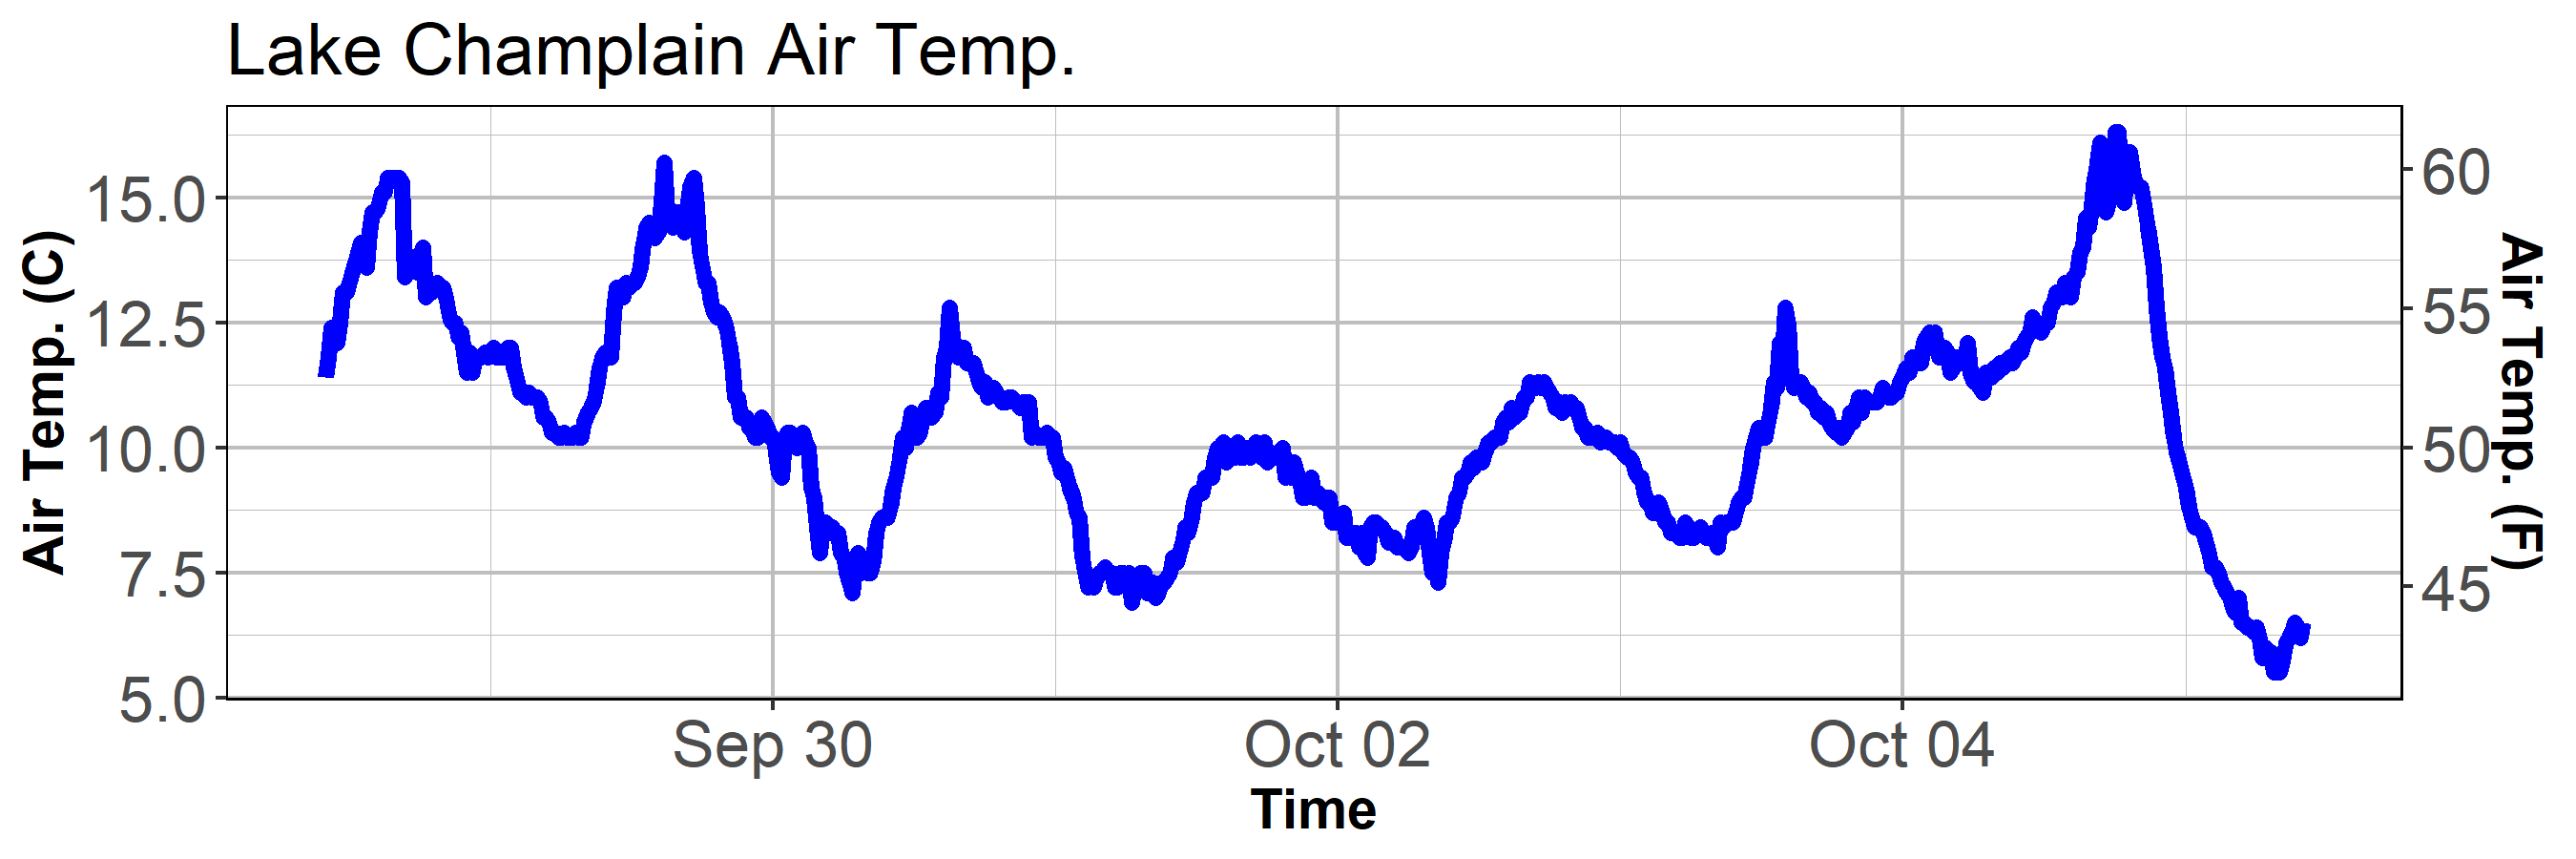 Lake Champlain Air Temp.
Air Temp. (C)
15.0
12.5
10.0
7.5
5.0
60
55
50
45
Air Temp. (F)
Sep 30
Oct 02
Oct 04
Time